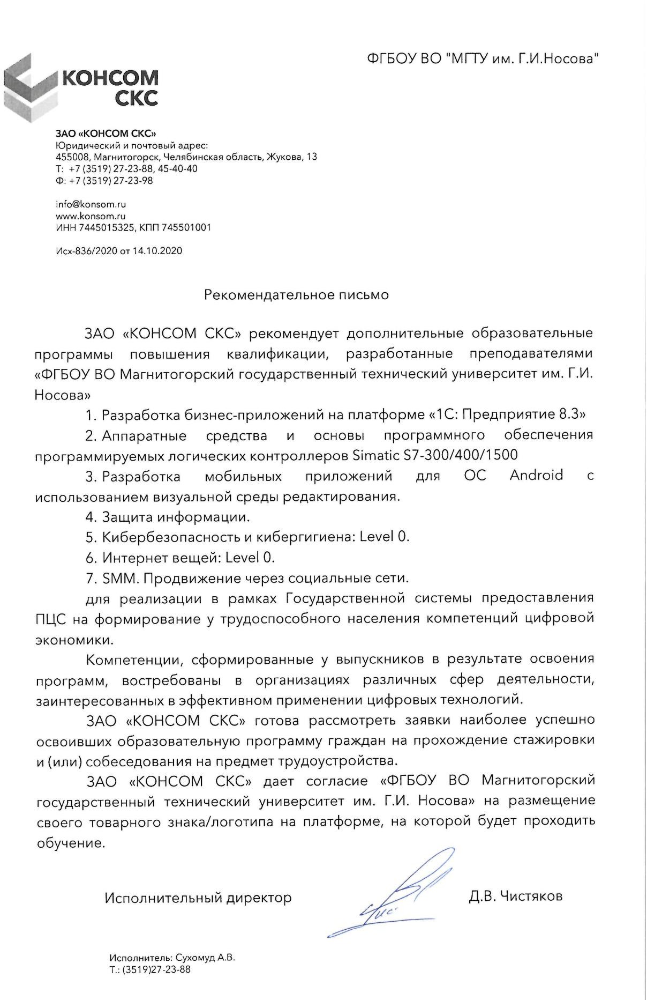 ФГБОУ ВО "МГТУ им. Г.И.Носова"
КОНСОМ
СКС
ЗАО «КОНСОМ СКС»
Юридический и почтовый адрес:
455008, Магнитогорск, Челябинская область, Жукова, 13
Т: +7 (3519) 27-23-88, 45-40-40
Ф: +7 (3519) 27-23-98
info@konsom.ru
www.konsom.ru
ИНН 7445015325, КПП 745501001
Исх-836/2020 от 14.10.2020
Рекомендательное письмо
ЗАО «КОНСОМ СКС» рекомендует дополнительные образовательные
программы повышения квалификации, разработанные преподавателями
«ФГБОУ ВО Магнитогорский государственный технический университет им. Г.И.
Носова»
1. Разработка бизнес-приложений на платформе «1С: Предприятие 8.3»
2. Аппаратные средства и основы программного обеспечения
программируемых логических контроллеров Simatic S7-300/400/1500
3. Разработка мобильных приложений для ОС Android с
использованием визуальной среды редактирования.
4. Защита информации.
5. Кибербезопасность и кибергигиена: Level 0.
6. Интернет вещей: Level 0.
7. SMM. Продвижение через социальные сети.
для реализации в рамках Государственной системы предоставления
ПЦС на формирование у трудоспособного населения компетенций цифровой
экономики.
Компетенции, сформированные у выпускников в результате освоения
программ, востребованы в организациях различных сфер деятельности,
заинтересованных в эффективном применении цифровых технологий.
ЗАО «КОНСОМ СКС» готова рассмотреть заявки наиболее успешно
освоивших образовательную программу граждан на прохождение стажировки
и (или) собеседования на предмет трудоустройства.
ЗАО «КОНСОМ СКС» дает согласие «ФГБОУ ВО Магнитогорский
государственный технический университет им. Г.И. Носова» на размещение
своего товарного знака/логотипа на платформе, на которой будет проходить
обучение.
Исполнительный директор
Д.В. Чистяков
Исполнитель: Сухомуд А.В.
Т.: (3519)27-23-88